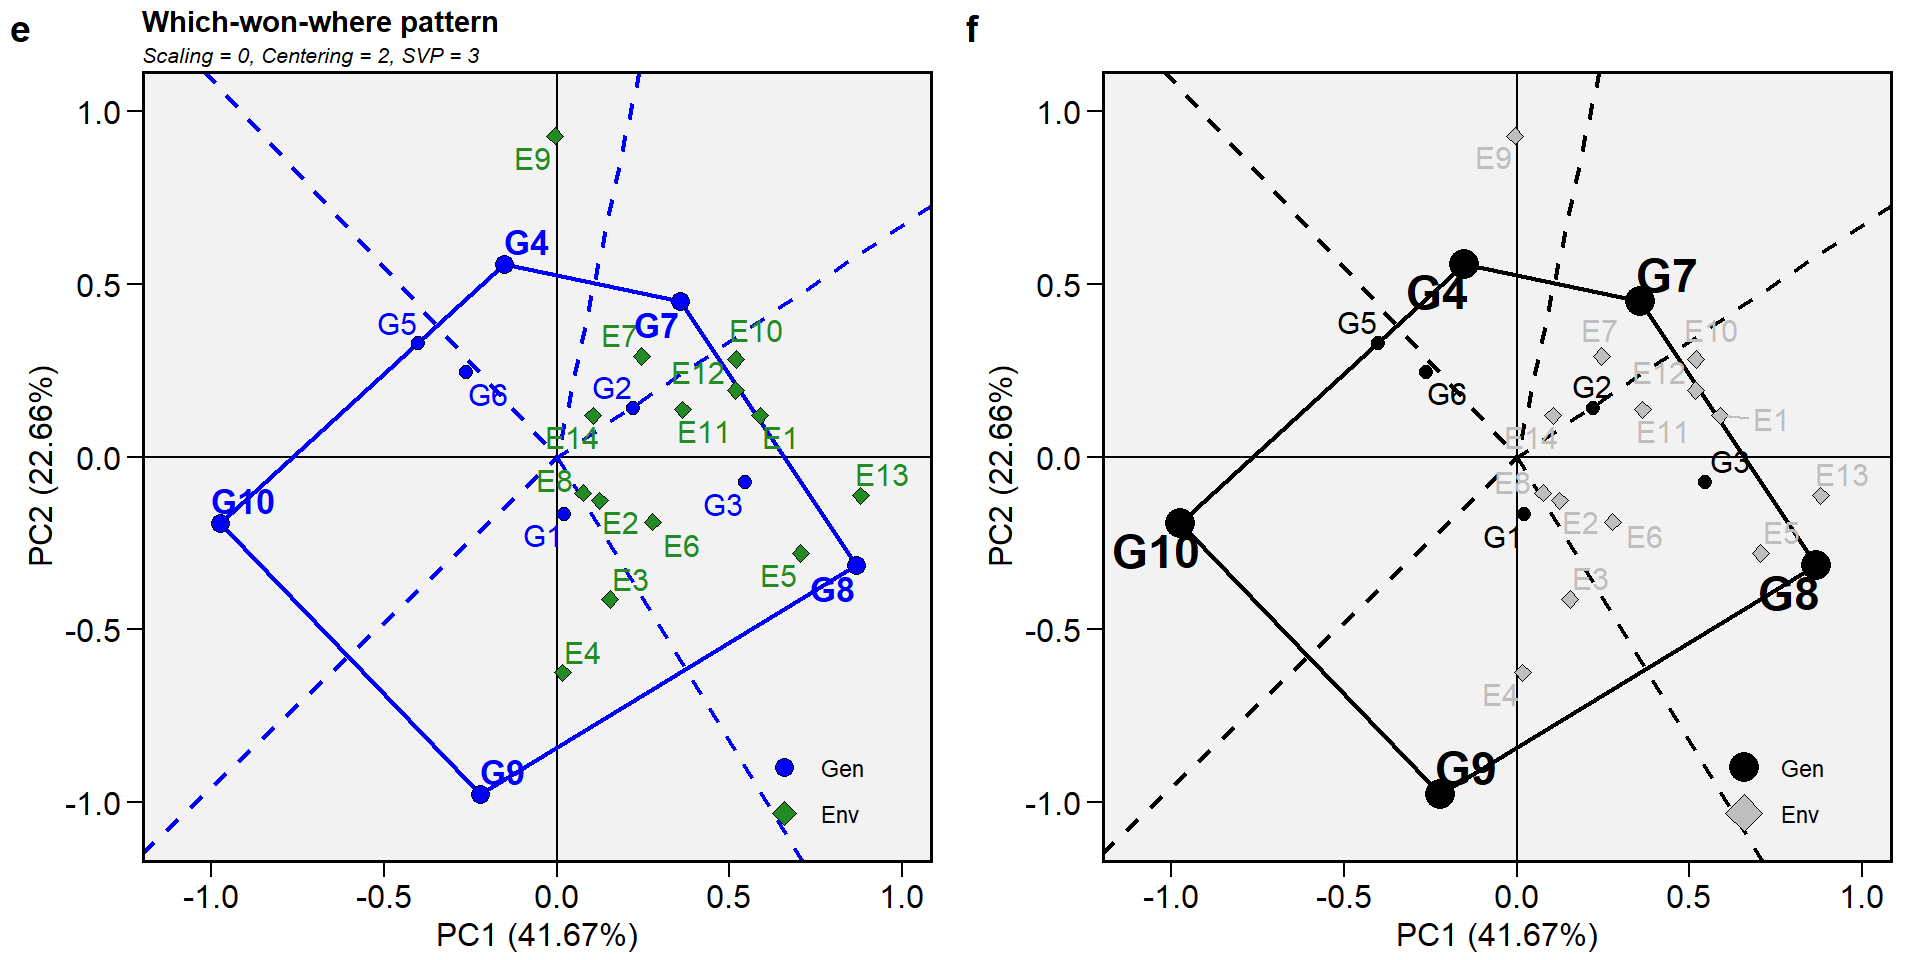 e
Which-won-where pattern
Scaling = 0, Centering = 2, SVP = 3
1.0
0.5
0.0
-0.5
-1.0
PC2 (22.66%)
E9
G4
G5
G7
E7
E10
G6
G2
E12
E14
E11
E1
G10
E8
G3
E13
G1
E2
E6
E3
E5
G8
E4
G9
Gen
Env
-1.0
-0.5
0.0
0.5
1.0
PC1 (41.67%)
f
1.0
0.5
0.0
-0.5
-1.0
PC2 (22.66%)
E9
G4
G7
G5
E7
E10
G6
G2
E12
E14
E11
E1
G3
E8
E13
G10
G1
E2
E6
E5
E3
G8
E4
G9
Gen
Env
-1.0
-0.5
0.0
0.5
1.0
PC1 (41.67%)